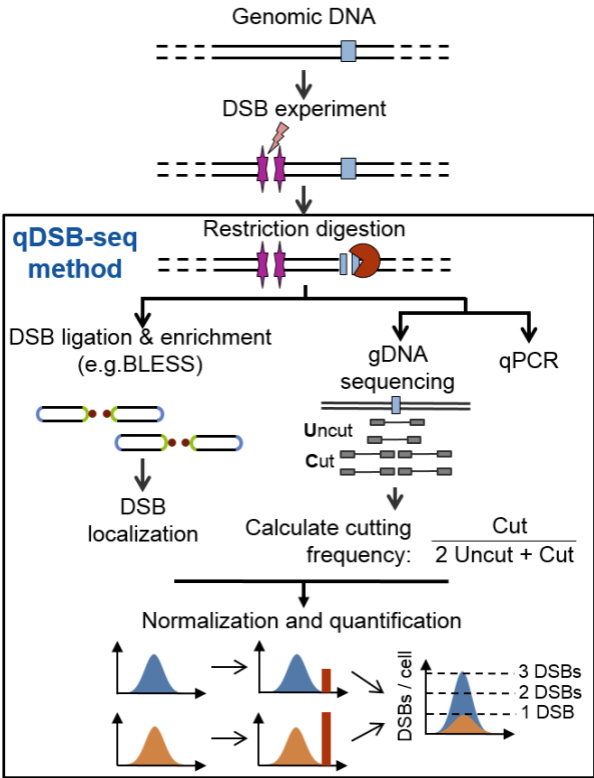 Genomic DNA
DSB experiment
qDSB-seq
method
Restriction digestion
DSB ligation & enrichment
(e.g.BLESS)
gDNA
sequencing
qPCR
Uncut
Cut
DSB
localization
Calculate cutting
frequency:
Cut
2 Uncut + Cut
Normalization and quantification
DSBs / cell
3 DSBs
2 DSBs
1 DSB